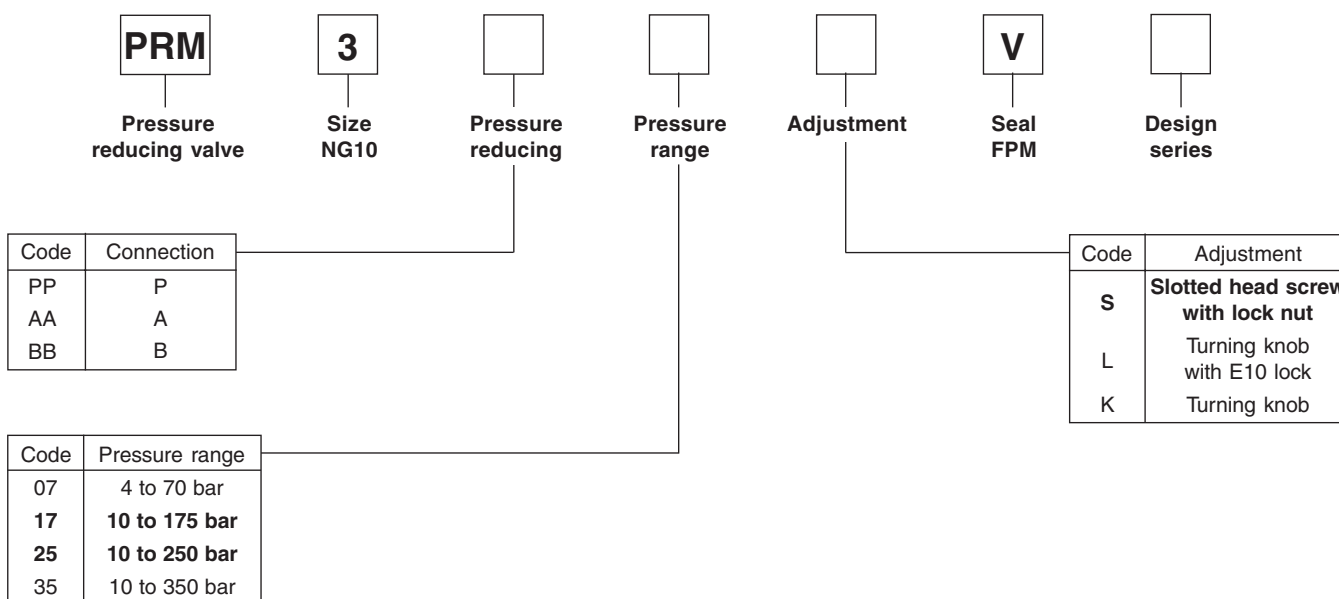 PRM 3 V
Pressure reducing valve
Size NG10
Pressure reducing
Pressure range
Adjustment
Seal FPM
Design series
Code Connection
PP P
AA A
BB B
Code Adjustment
S Slotted head screw with lock nut
L Turning knob with E10 lock
K Turning knob
Code Pressure range
07 4 to 70 bar
17 10 to 175 bar
25 10 to 250 bar
35 10 to 350 bar